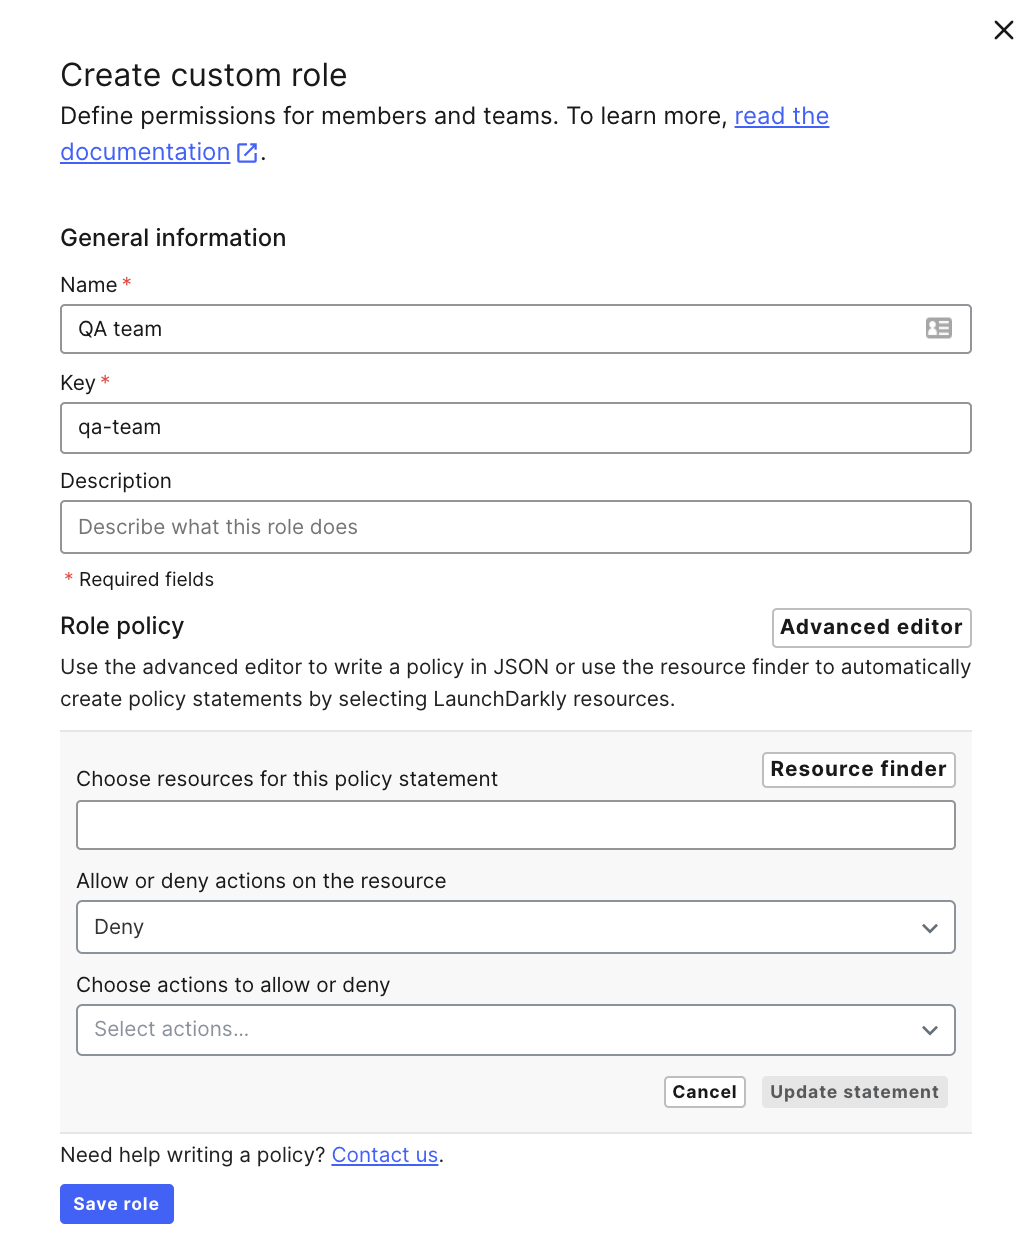 Create custom role
Define permissions for members and teams. To learn more, read the
documentation.
General information
Name *
QA team
Key *
qa-team
Description
Describe what this role does
* Required fields
Role policy
Advanced editor
Use the advanced editor to write a policy in JSON or use the resource finder to automatically
create policy statements by selecting LaunchDarkly resources.
Choose resources for this policy statement
Resource finder
Allow or deny actions on the resource
Deny
Choose actions to allow or deny
Select actions...
Cancel
Update statement
Need help writing a policy? Contact us.
Save role